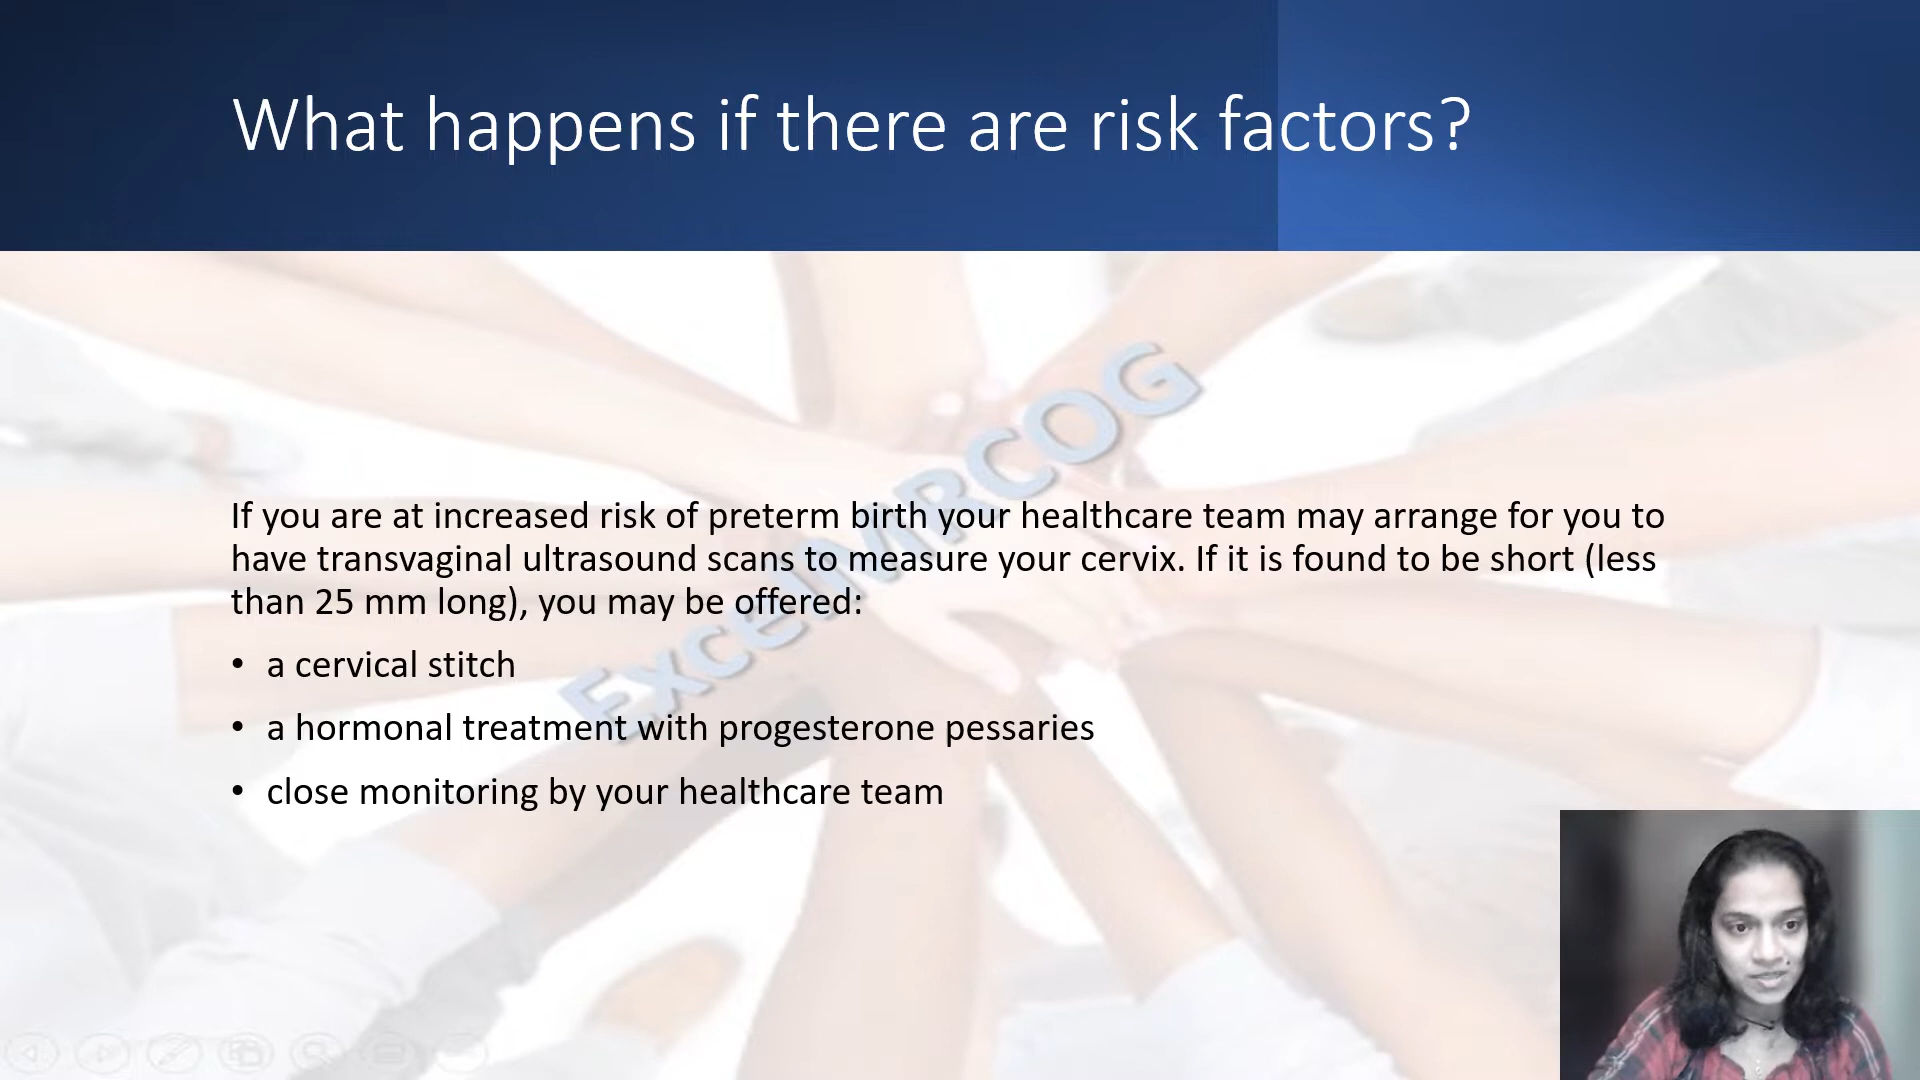 What happens if there are risk factors?
If you are at increased risk of preterm birth your healthcare team may arrange for you to
have transvaginal ultrasound scans to measure your cervix. If it is found to be short (less
than 25 mm long), you may be offered:
• a cervical stitch
• a hormonal treatment with progesterone pessaries
• close monitoring by your healthcare team
ExcelMRCOG